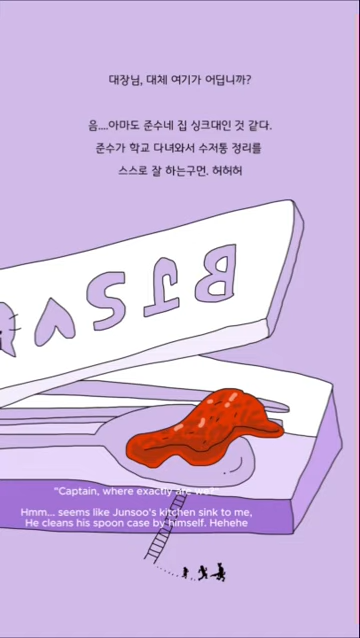 대장님, 대체 여기가 어딥니까?
음....아마도 준수네 집 싱크대인 것 같다.
준수가 학교 다녀와서 수저통 정리를
스스로 잘 하는구먼. 허허허
BTS
"Captain, where exactly are we?"
Hmm... seems like Junsoo's kitchen sink to me,
He cleans his spoon case by himself. Hehehe